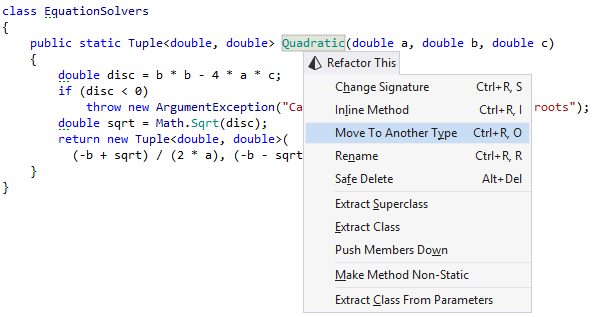 class EquationSolvers
{
public static Tuple<double, double> Quadratic(double a, double b, double c)
{
double disc = b * b - 4 * a * c;
if (disc < 0)
throw new ArgumentException("Ca roots");
double sqrt = Math.Sqrt(disc);
return new Tuple<double, double>(
(-b + sqrt) / (2 * a), (-b - sqrt
}
}
Refactor This
Change Signature Ctrl+R, S
Inline Method Ctrl+R, I
Move To Another Type Ctrl+R, O
Rename Ctrl+R, R
Safe Delete Alt+Del
Extract Superclass
Extract Class
Push Members Down
Make Method Non-Static
Extract Class From Parameters